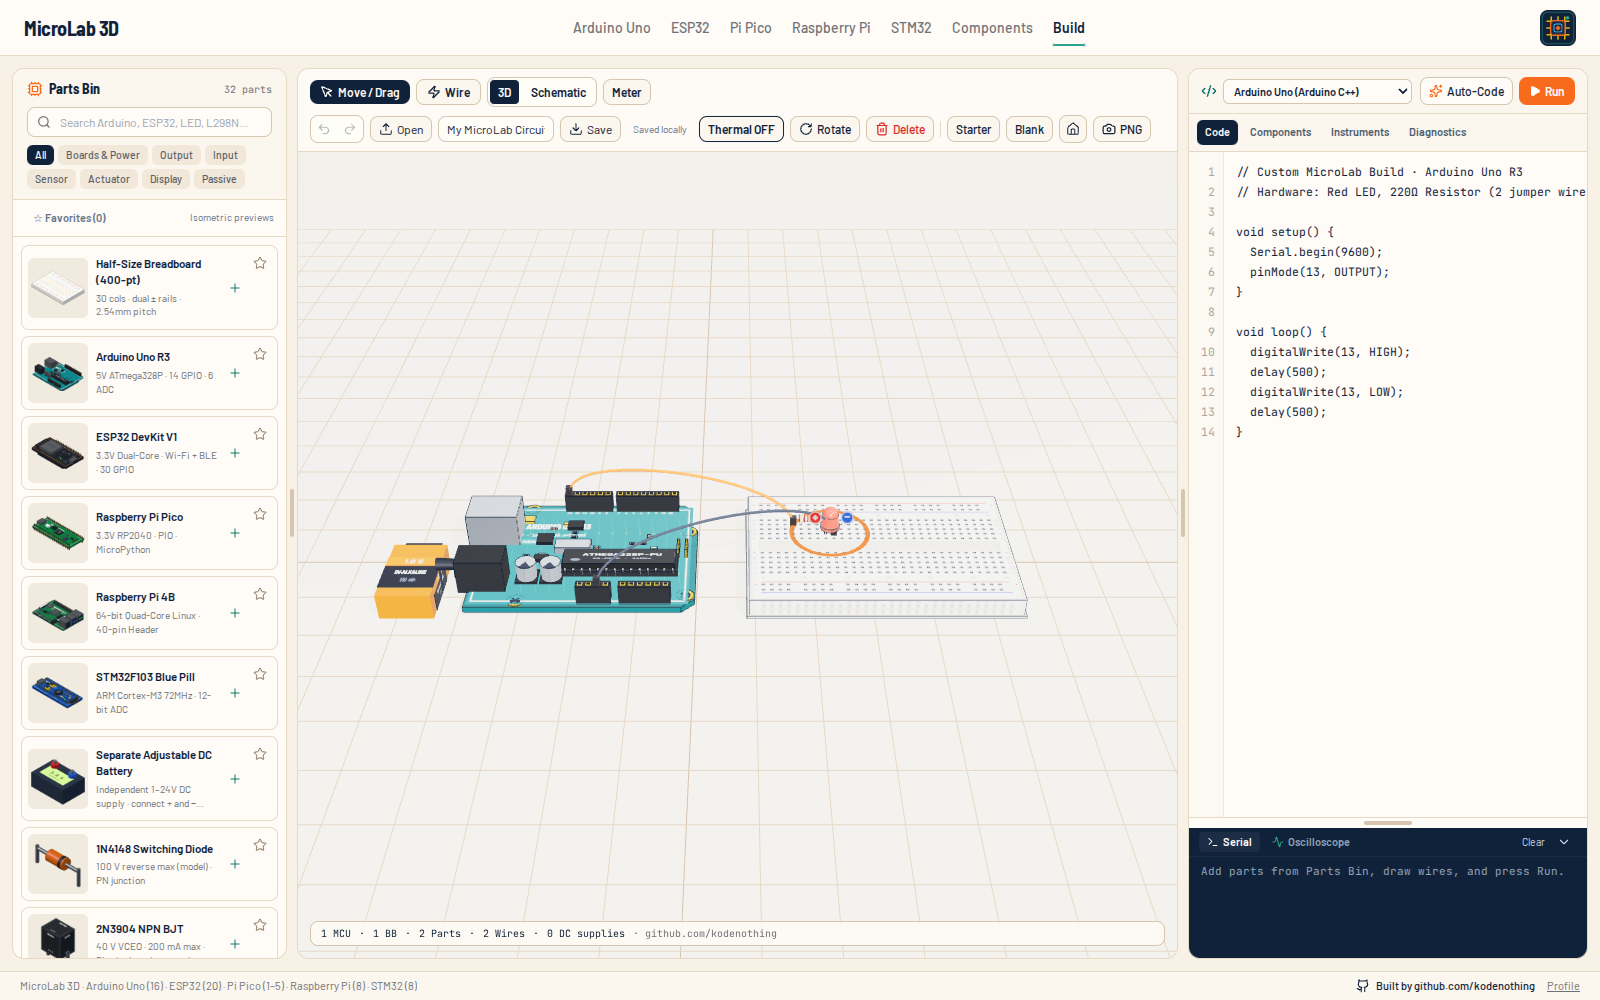 MicroLab 3D
Arduino Uno ESP32 Pi Pico Raspberry Pi STM32 Components Build
Parts Bin 32 parts
Search Arduino, ESP32, LED, L298N...
All Boards & Power Output Input
Sensor Actuator Display Passive
☆ Favorites (0) Isometric previews
Half-Size Breadboard
(400-pt)
30 cols · dual ± rails ·
2.54mm pitch
Arduino Uno R3
5V ATmega328P · 14 GPIO · 6
ADC
ESP32 DevKit V1
3.3V Dual-Core · Wi-Fi + BLE
· 30 GPIO
Raspberry Pi Pico
3.3V RP2040 · PIO ·
MicroPython
Raspberry Pi 4B
64-bit Quad-Core Linux ·
40-pin Header
STM32F103 Blue Pill
ARM Cortex-M3 72MHz · 12-
bit ADC
Separate Adjustable DC
Battery
Independent 1–24V DC
supply · connect + and −...
1N4148 Switching Diode
100 V reverse max (model) ·
PN junction
2N3904 NPN BJT
40 V VCEO · 200 mA max ·
Move / Drag Wire 3D Schematic Meter
Open My MicroLab Circui Save Saved locally Thermal OFF Rotate Delete Starter Blank PNG
ATMEGA328P-PU
1 MCU · 1 BB · 2 Parts · 2 Wires · 0 DC supplies · github.com/kodenothing
Arduino Uno (Arduino C++) Auto-Code Run
Code Components Instruments Diagnostics
1 // Custom MicroLab Build · Arduino Uno R3
2 // Hardware: Red LED, 220Ω Resistor (2 jumper wire
3
4 void setup() {
5 Serial.begin(9600);
6 pinMode(13, OUTPUT);
7 }
8
9 void loop() {
10 digitalWrite(13, HIGH);
11 delay(500);
12 digitalWrite(13, LOW);
13 delay(500);
14 }
Serial Oscilloscope Clear
Add parts from Parts Bin, draw wires, and press Run.
MicroLab 3D · Arduino Uno (16) · ESP32 (20) · Pi Pico (1–5) · Raspberry Pi (8) · STM32 (8)
Built by github.com/kodenothing Profile